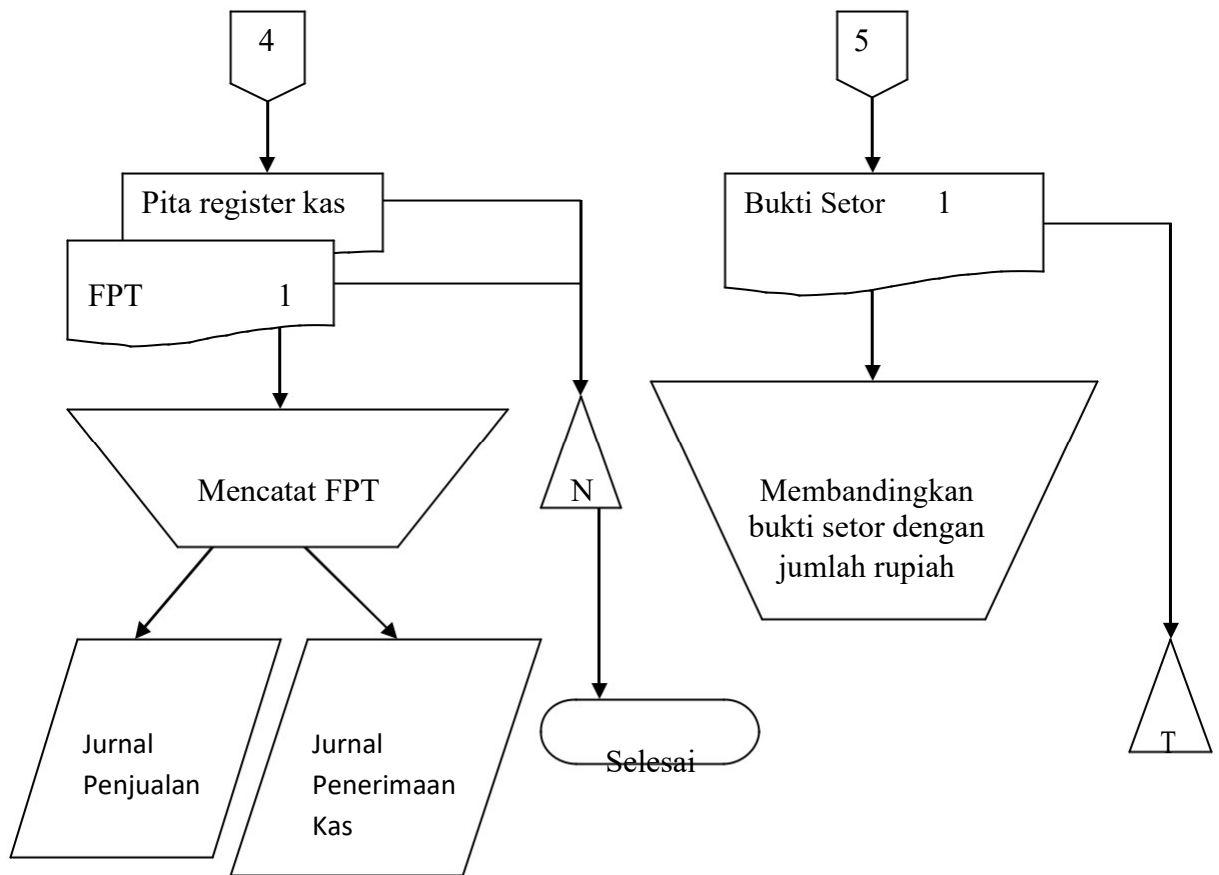 4
5
Pita register kas
Bukti Setor 1
FPT 1
Mencatat FPT
N
Membandingkan
bukti setor dengan
jumlah rupiah
Jurnal
Penjualan
Jurnal
Penerimaan
Kas
Selesai
T